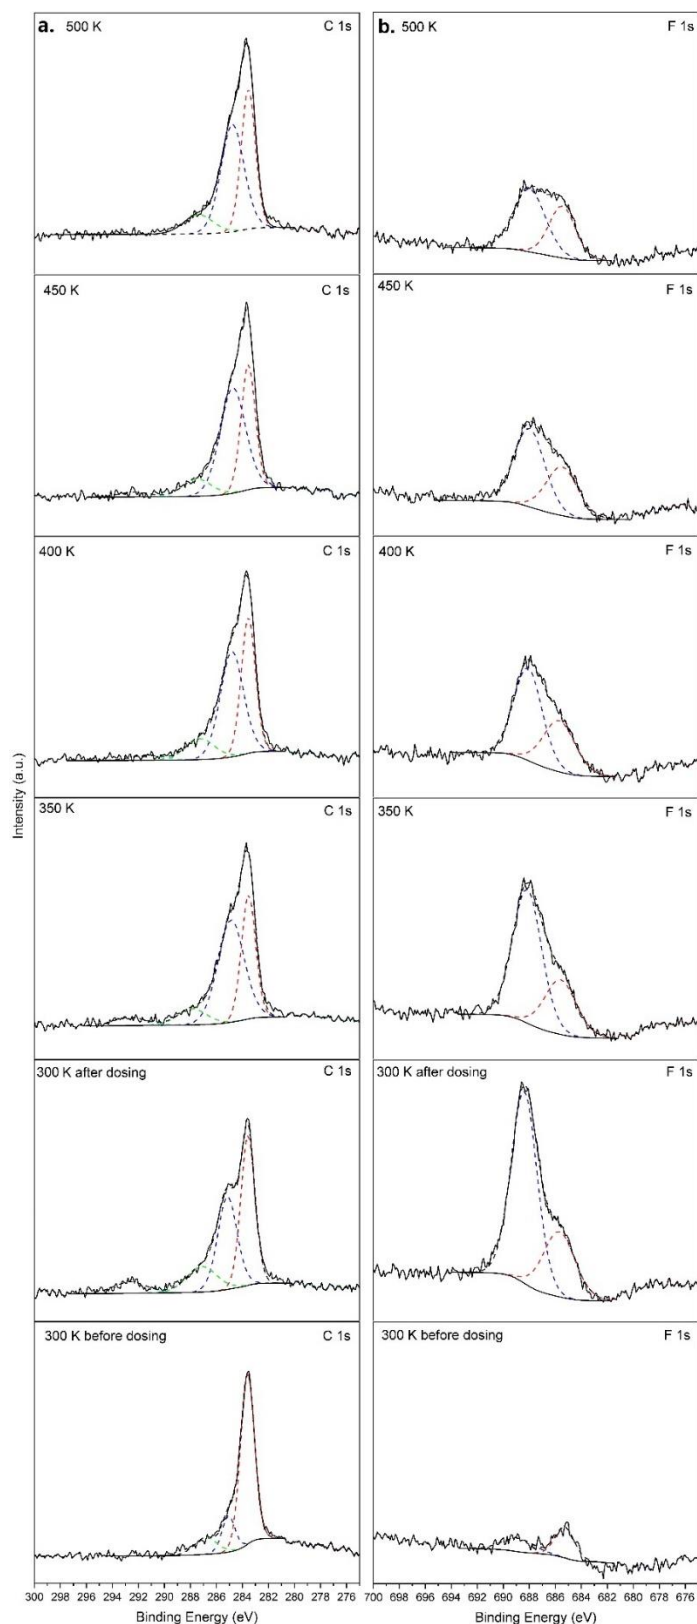 a. 500 K C 1s
b. 500 K F 1s
450 K C 1s
450 K F 1s
400 K C 1s
400 K F 1s
350 K C 1s
350 K F 1s
300 K after dosing C 1s
300 K after dosing F 1s
300 K before dosing C 1s
300 K before dosing F 1s
Intensity (a.u.)
300 298 296 294 292 290 288 286 284 282 280 278 276
700 698 696 694 692 690 688 686 684 682 680 678 676
Binding Energy (eV)
Binding Energy (eV)